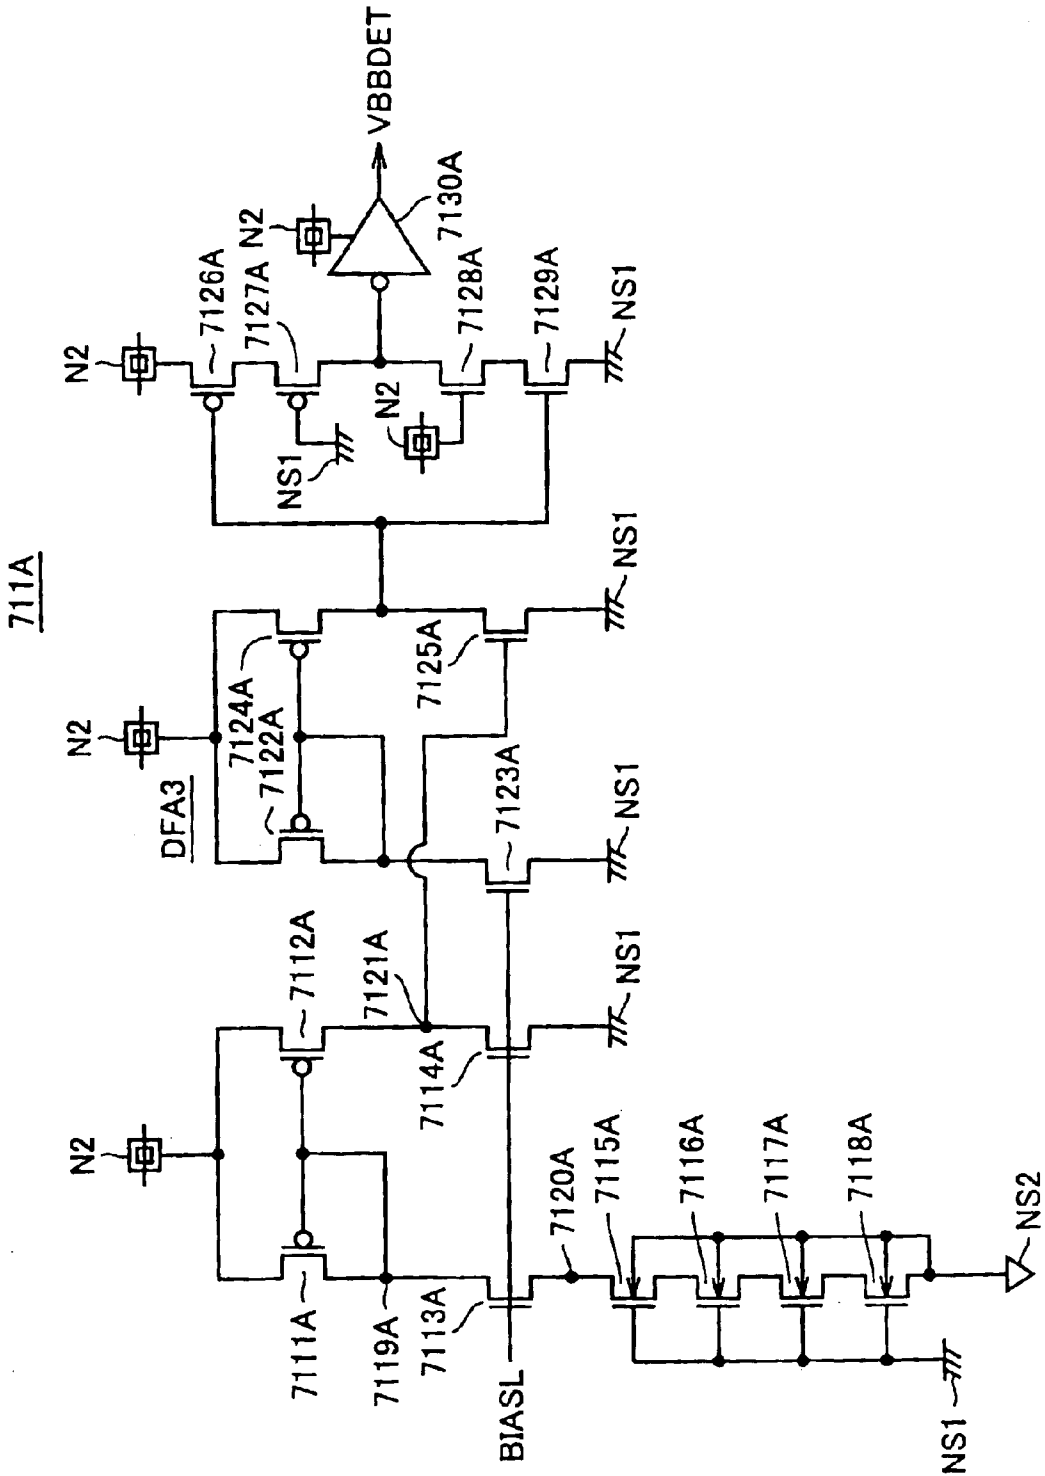 711A
N2
N2
N2
DFA3
7111A
7112A
7122A
7124A
7126A
7127A
N2
VBBDET
7130A
NS1
N2
7128A
7129A
NS1
7119A
7121A
7113A
7114A
7123A
7125A
BIASL
NS1
NS1
NS1
7120A
7115A
7116A
7117A
7118A
NS1
NS2